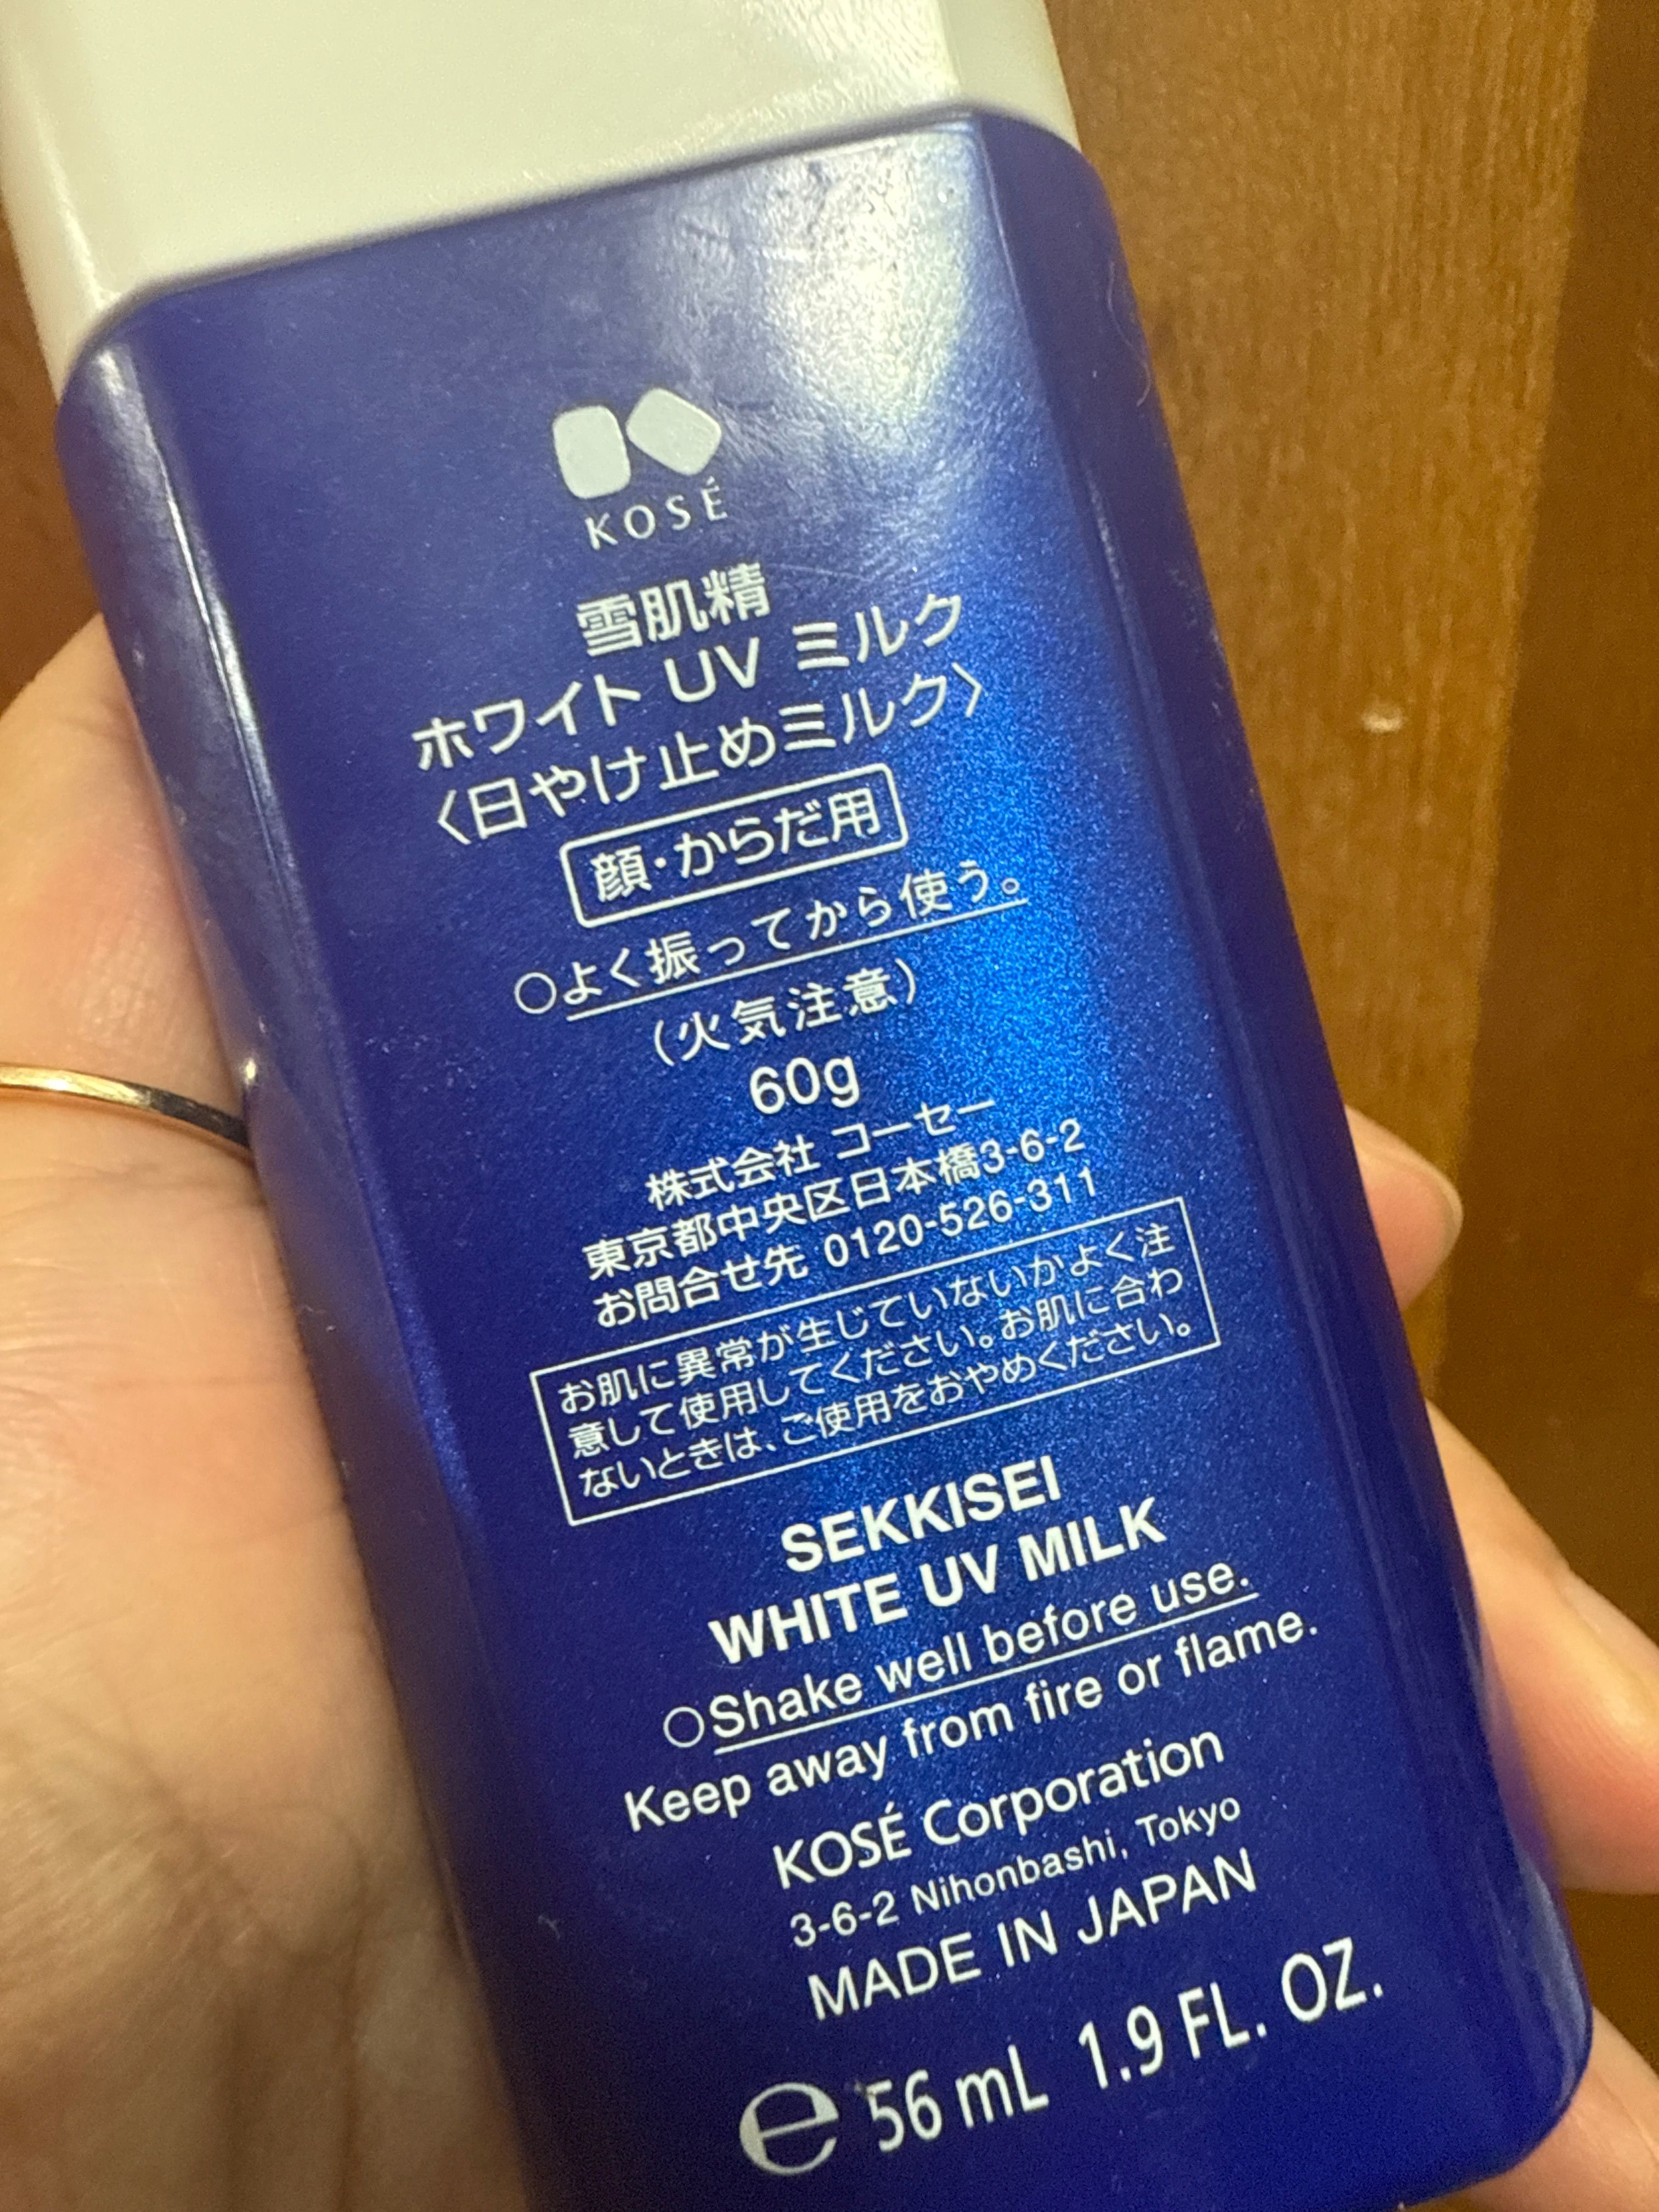 KOSÉ
雪肌精
ホワイト UV ミルク
〈日やけ止めミルク〉
顔・からだ用
○よく振ってから使う。
（火気注意）
60g
株式会社 コーセー
東京都中央区日本橋3-6-2
お問合せ先 0120-526-311
お肌に異常が生じていないかよく注
意して使用してください。お肌に合わ
ないときは、ご使用をおやめください。
SEKKISEI
WHITE UV MILK
○Shake well before use.
Keep away from fire or flame.
KOSÉ Corporation
3-6-2 Nihonbashi, Tokyo
MADE IN JAPAN
℮ 56 mL 1.9 FL. OZ.